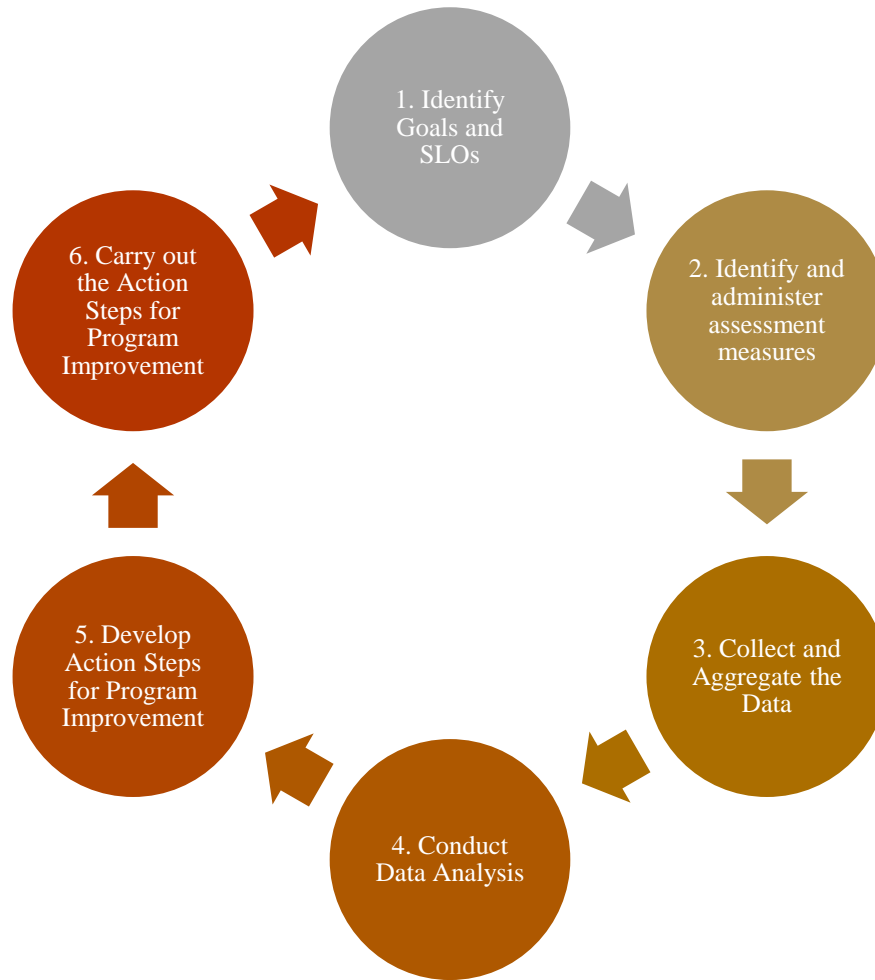 1. Identify
Goals and
SLOs
2. Identify and
administer
assessment
measures
3. Collect and
Aggregate the
Data
4. Conduct
Data Analysis
5. Develop
Action Steps
for Program
Improvement
6. Carry out
the Action
Steps for
Program
Improvement